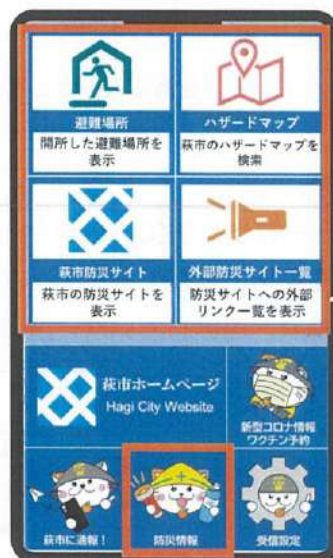 避難場所
開所した避難場所を
表示
ハザードマップ
萩市のハザードマップを
検索
萩市防災サイト
萩市の防災サイトを
表示
外部防災サイト一覧
防災サイトへの外部
リンク一覧を表示
萩市ホームページ
Hagi City Website
新型コロナ情報
ワクチン予約
萩市に通報!
防災情報
受信設定